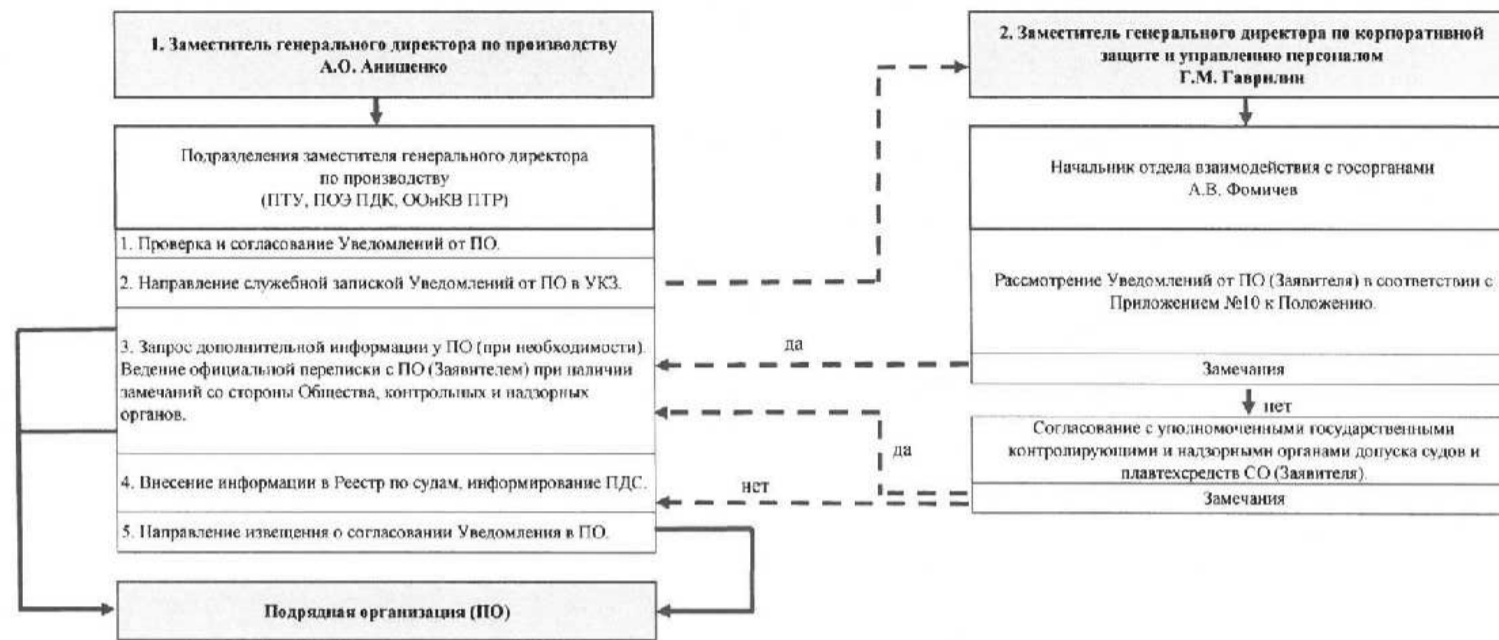 1. Заместитель генерального директора по производству
А.О. Анищенко
Подразделения заместителя генерального директора
по производству
(ПТУ, ПОЭ ПДК, ООиКВ ПТР)
1. Проверка и согласование Уведомлений от ПО.
2. Направление служебной запиской Уведомлений от ПО в УКЗ.
3. Запрос дополнительной информации у ПО (при необходимости).
Ведение официальной переписки с ПО (Заявителем) при наличии
замечаний со стороны Общества, контрольных и надзорных
органов.
4. Внесение информации в Реестр по судам, информирование ПДС.
5. Направление извещения о согласовании Уведомления в ПО.
Подрядная организация (ПО)
да
да
нет
2. Заместитель генерального директора по корпоративной
защите и управлению персоналом
Г.М. Гаврилин
Начальник отдела взаимодействия с госорганами
А.В. Фомичев
Рассмотрение Уведомлений от ПО (Заявителя) в соответствии с
Приложением №10 к Положению.
Замечания
нет
Согласование с уполномоченными государственными
контролирующими и надзорными органами допуска судов и
плавтехсредств СО (Заявителя).
Замечания